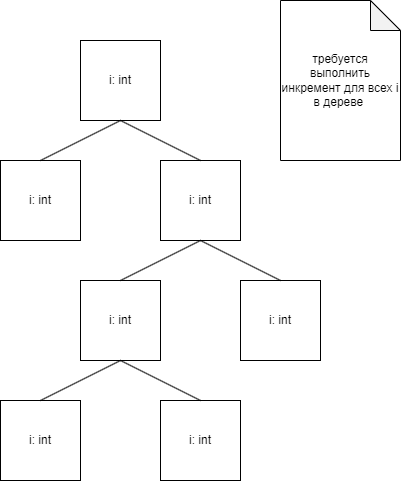 требуется
выполнить
инкремент для всех i
в дереве
i: int
i: int
i: int
i: int
i: int
i: int
i: int